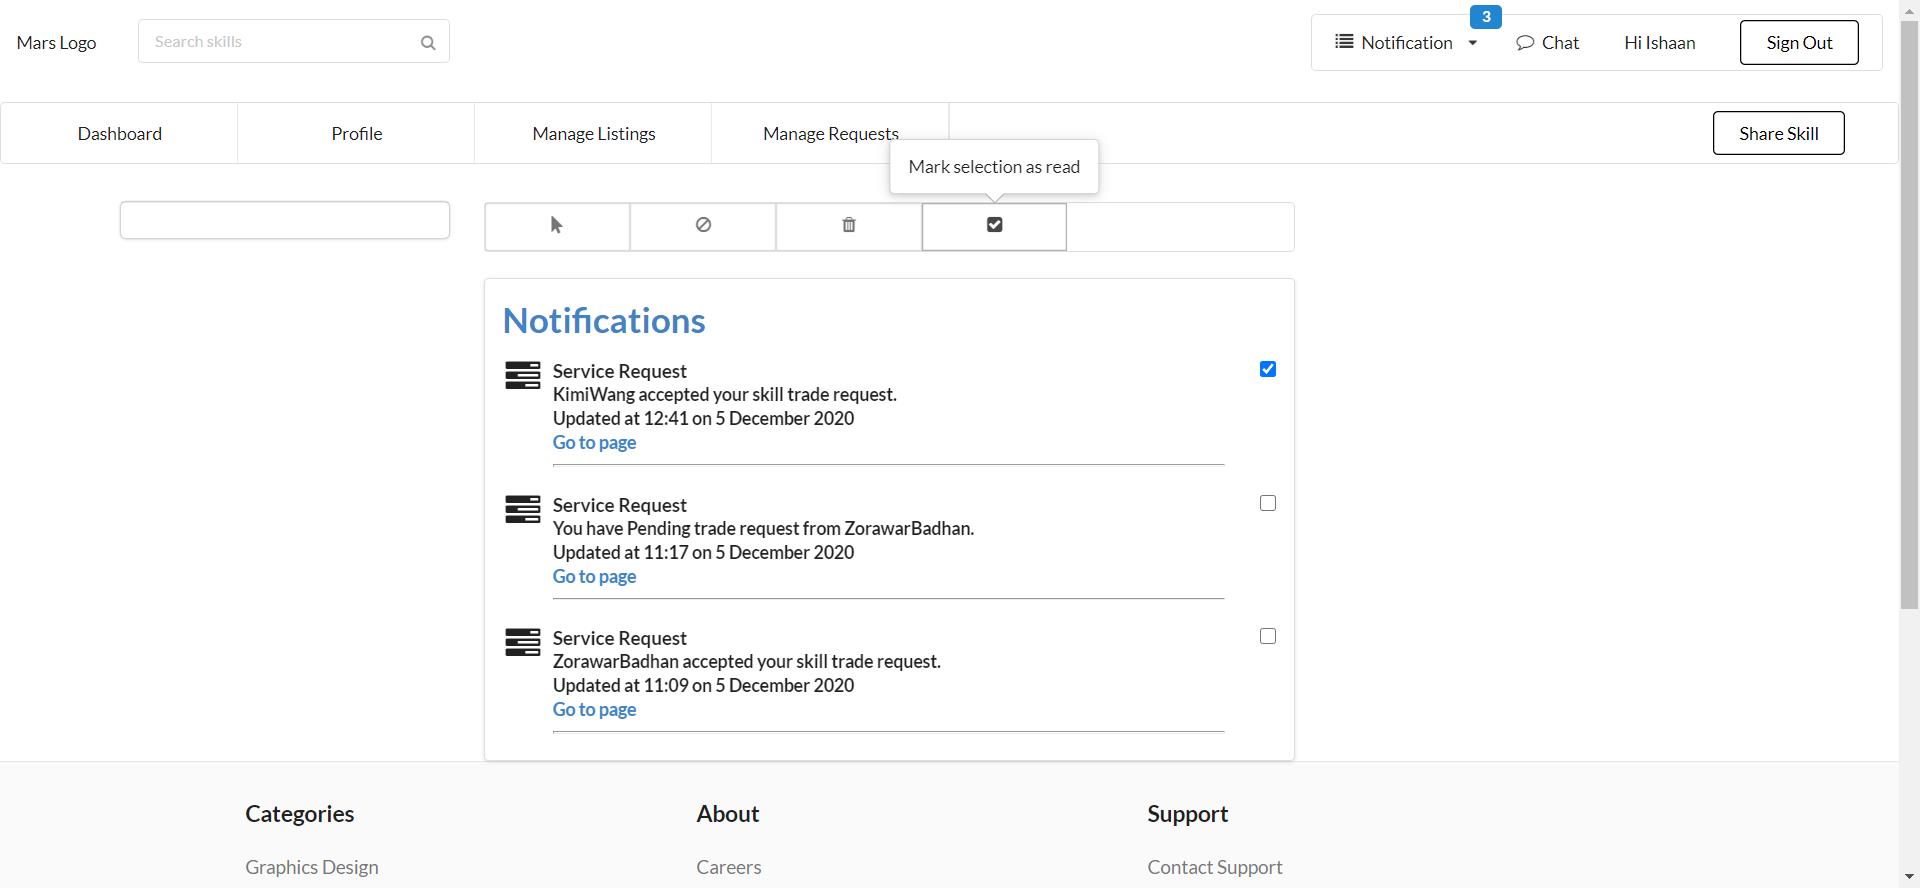 Mars Logo
Search skills
Notification
3
Chat
Hi Ishaan
Sign Out
Dashboard
Profile
Manage Listings
Manage Requests
Share Skill
Mark selection as read
Notifications
Service Request
KimiWang accepted your skill trade request.
Updated at 12:41 on 5 December 2020
Go to page
Service Request
You have Pending trade request from ZorawarBadhan.
Updated at 11:17 on 5 December 2020
Go to page
Service Request
ZorawarBadhan accepted your skill trade request.
Updated at 11:09 on 5 December 2020
Go to page
Categories
About
Support
Graphics Design
Careers
Contact Support